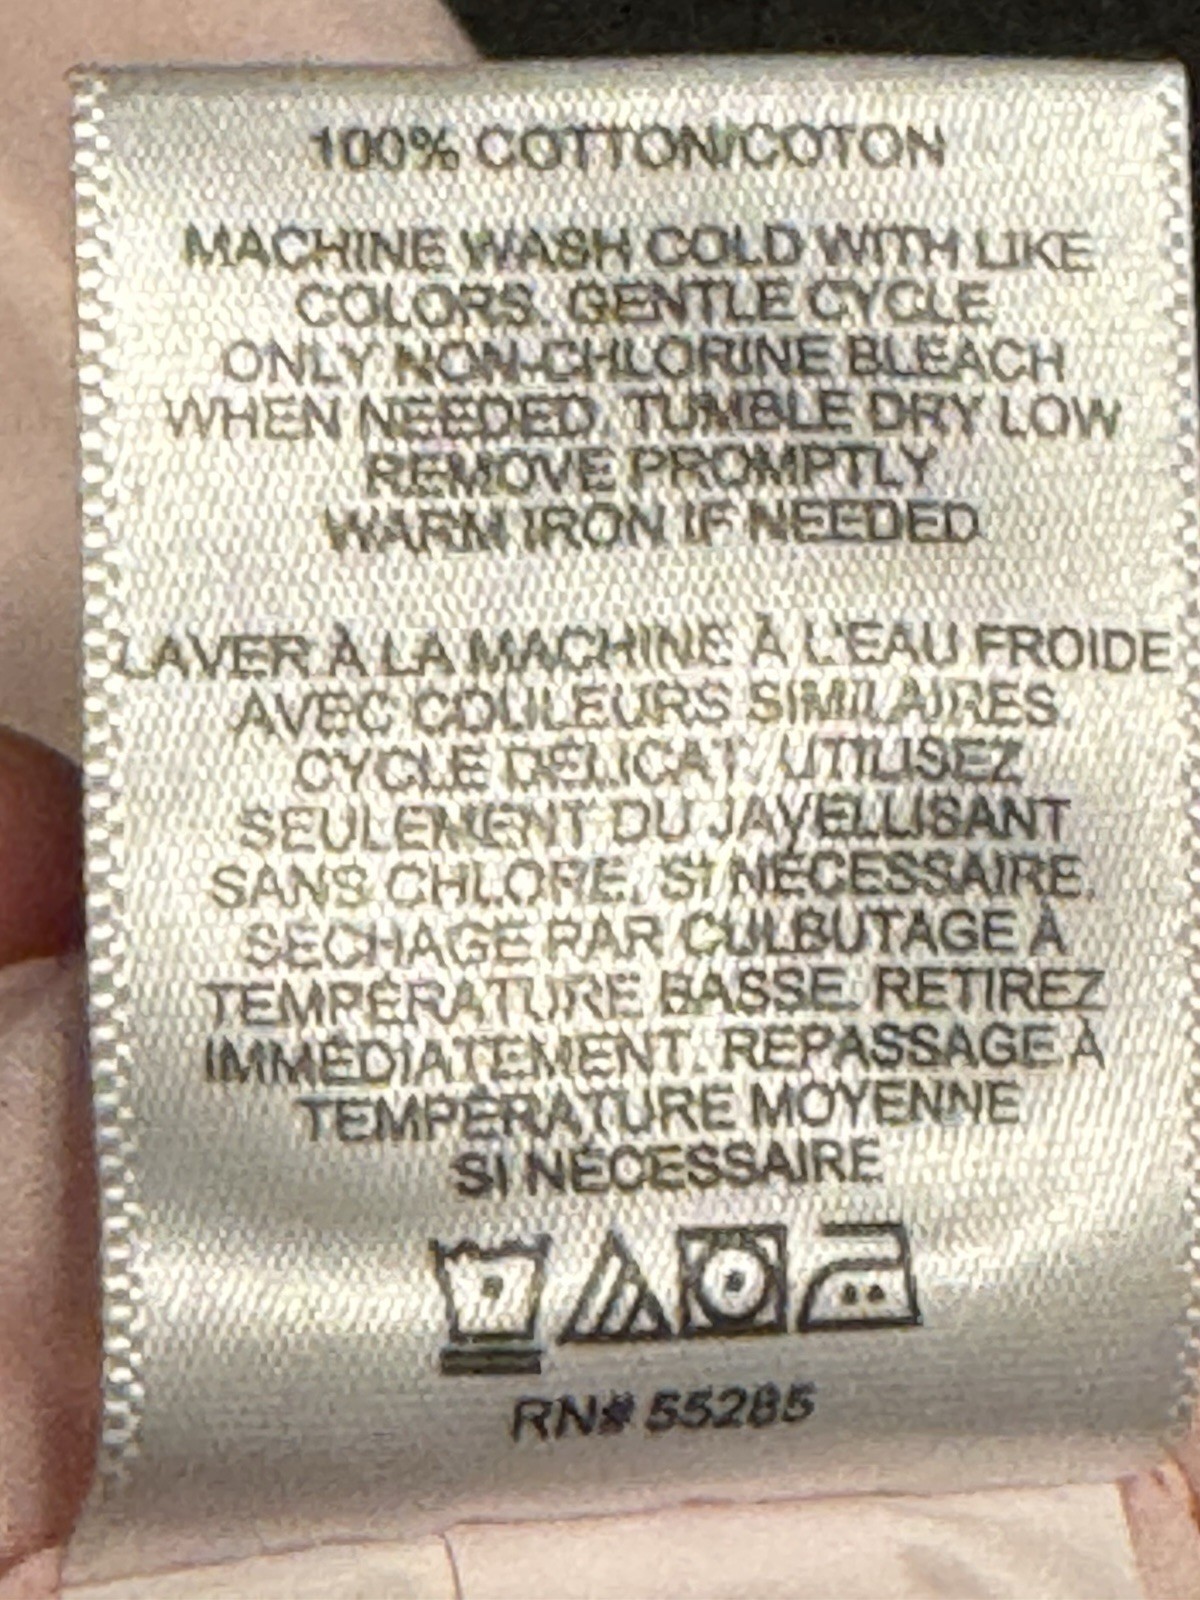 100% COTTON/COTON
MACHINE WASH COLD WITH LIKE
COLORS. GENTLE CYCLE
ONLY NON-CHLORINE BLEACH
WHEN NEEDED. TUMBLE DRY LOW
REMOVE PROMPTLY
WARM IRON IF NEEDED
LAVER À LA MACHINE À L'EAU FROIDE
AVEC COULEURS SIMILAIRES
CYCLE DÉLICAT. UTILISEZ
SEULEMENT DU JAVELLISANT
SANS CHLORE, SI NÉCESSAIRE.
SÉCHAGE PAR CULBUTAGE À
TEMPÉRATURE BASSE. RETIREZ
IMMÉDIATEMENT. REPASSAGE À
TEMPÉRATURE MOYENNE
SI NÉCESSAIRE
RN# 55285